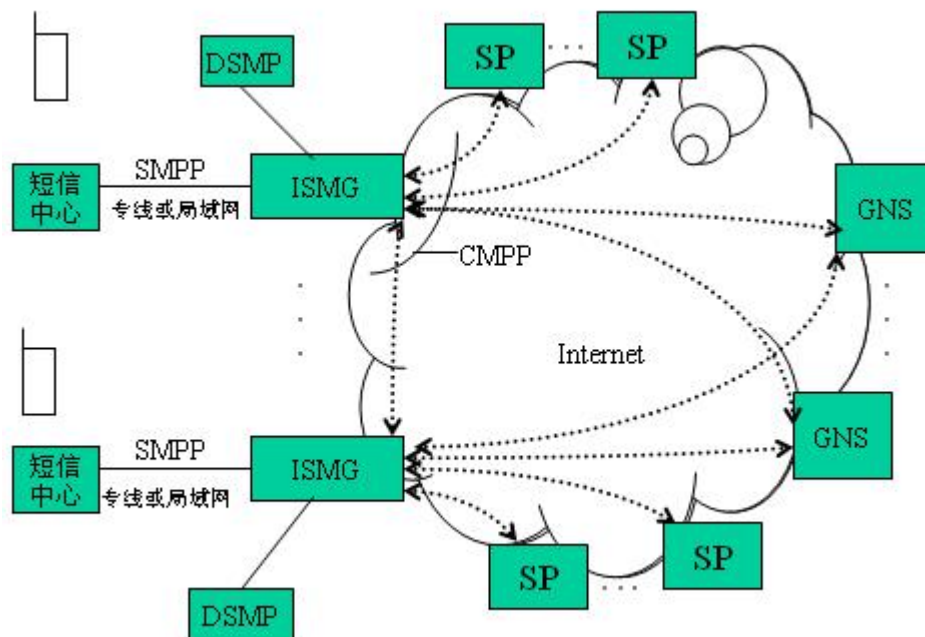 SP
SP
DSMP
短信
中心
SMPP
专线或局域网
ISMG
GNS
CMPP
Internet
短信
中心
SMPP
专线或局域网
ISMG
GNS
SP
SP
DSMP